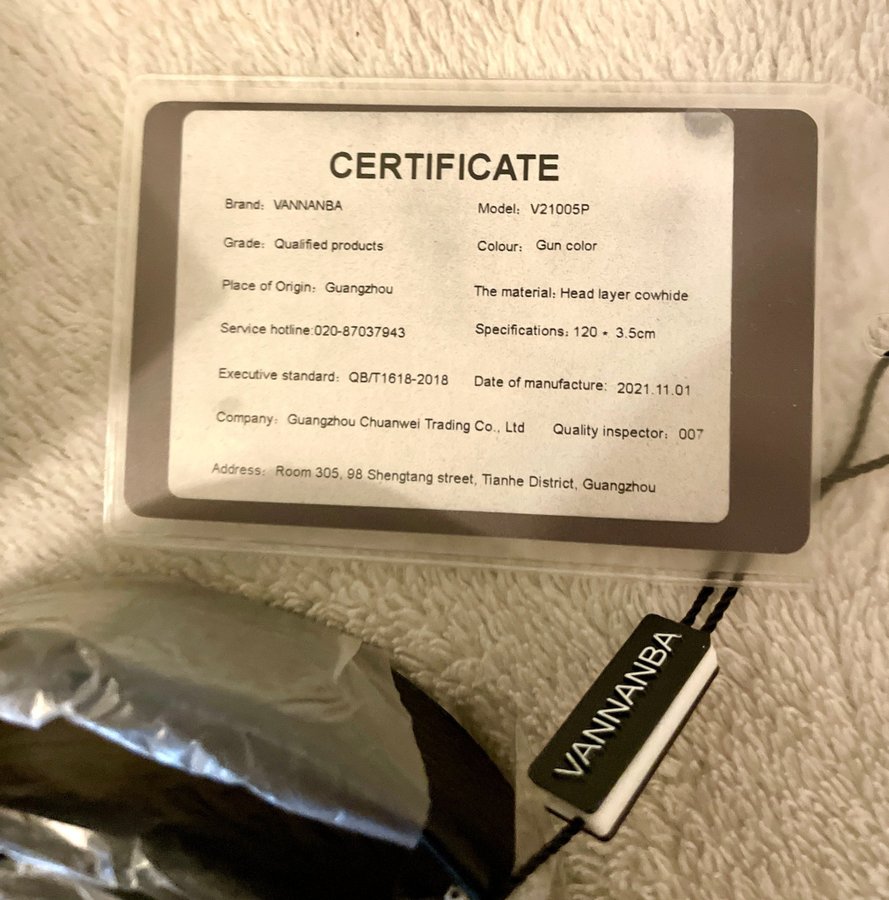 CERTIFICATE
Brand: VANNANBA Model: V21005P
Grade: Qualified products Colour: Gun color
Place of Origin: Guangzhou The material: Head layer cowhide
Service hotline:020-87037943 Specifications: 120 * 3.5cm
Executive standard: QB/T1618-2018 Date of manufacture: 2021.11.01
Company: Guangzhou Chuanwei Trading Co., Ltd Quality inspector: 007
Address: Room 305, 98 Shengtang street, Tianhe District, Guangzhou
VANNANBA